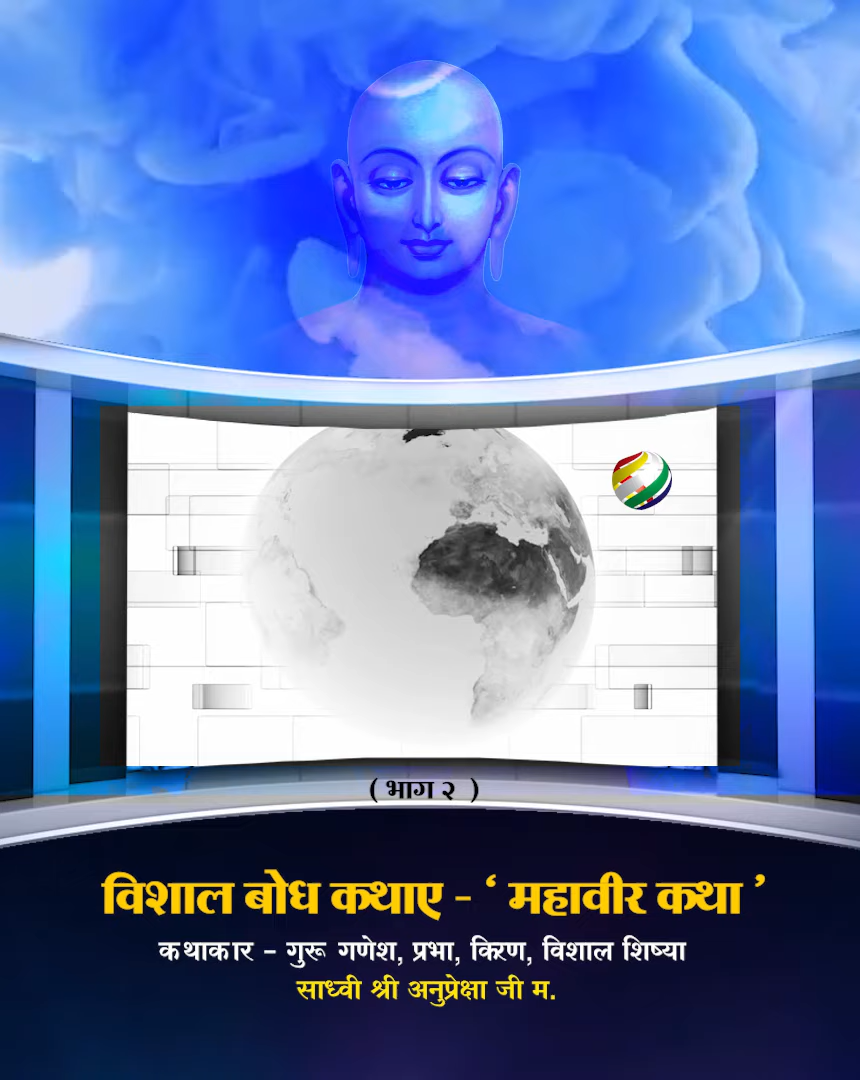 ( भाग २ )
विशाल बोध कथाए - ‘ महावीर कथा ’
कथाकार - गुरू गणेश, प्रभा, किरण, विशाल शिष्या
साध्वी श्री अनुप्रेक्षा जी म.